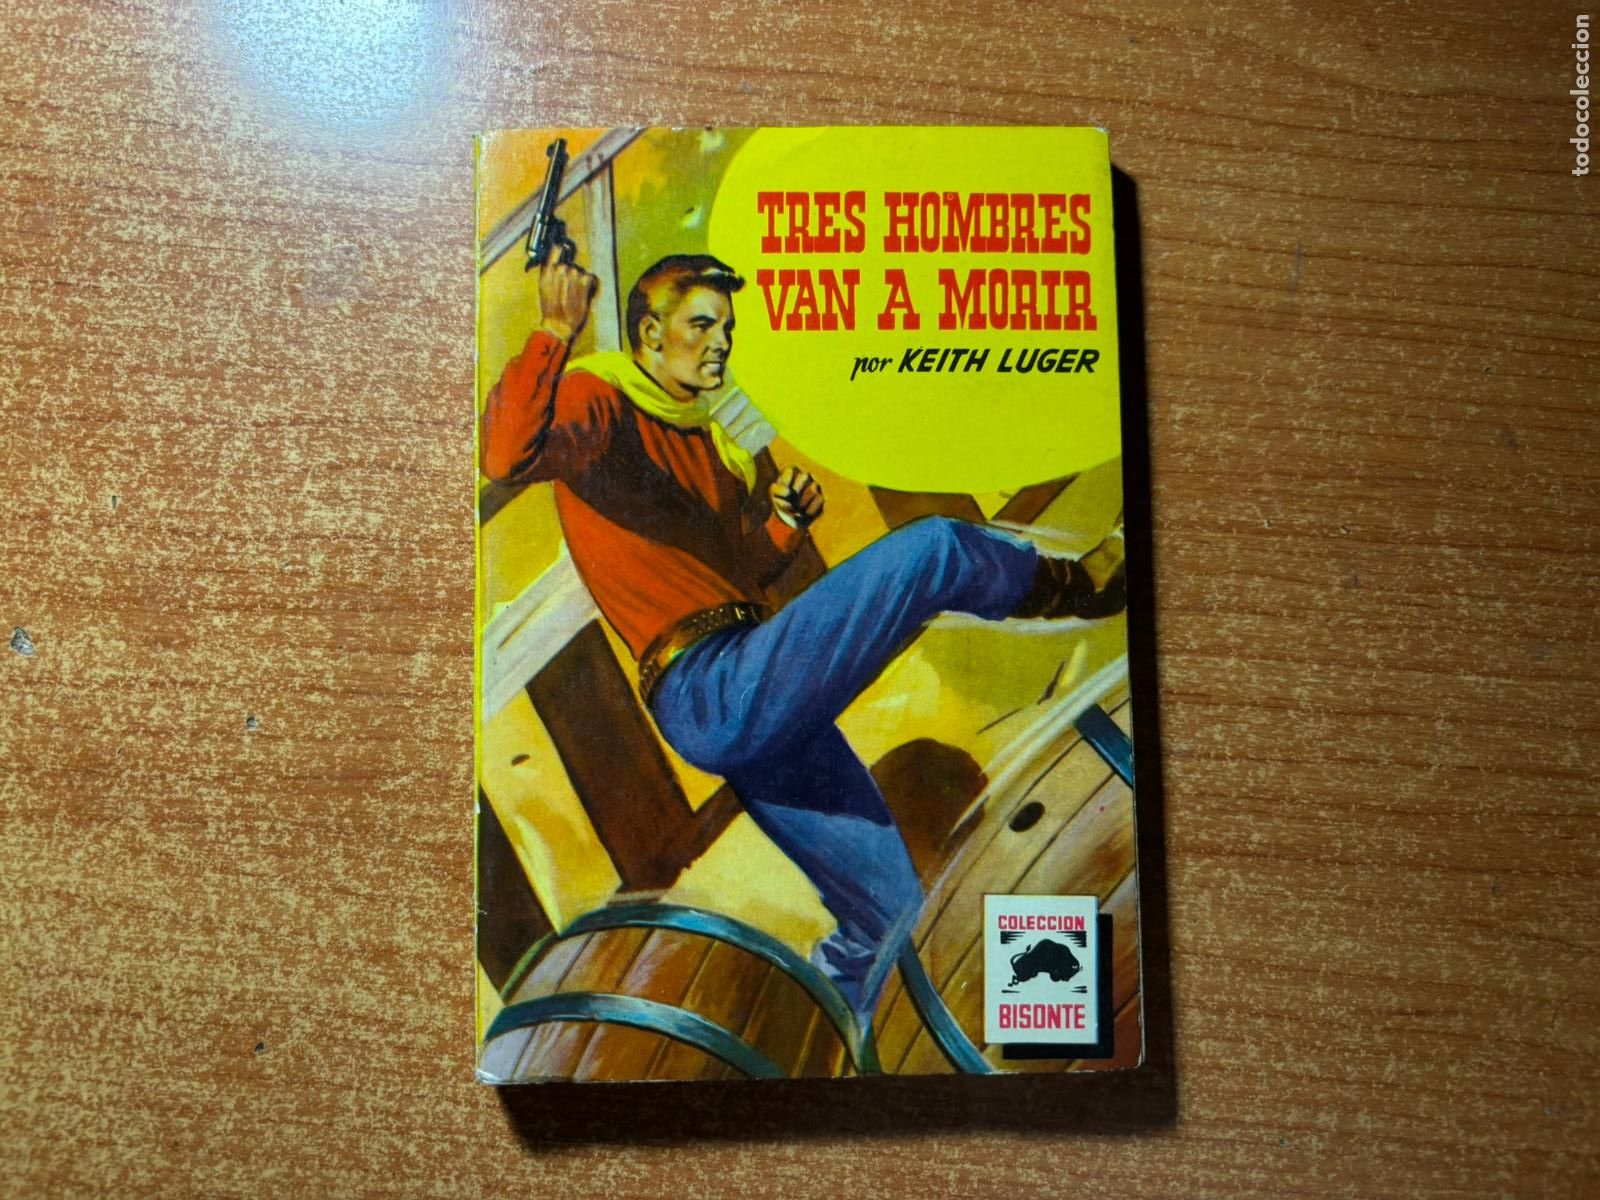 TRES HOMBRES
VAN A MORIR
por KEITH LUGER
COLECCION
BISONTE
todocoleccion